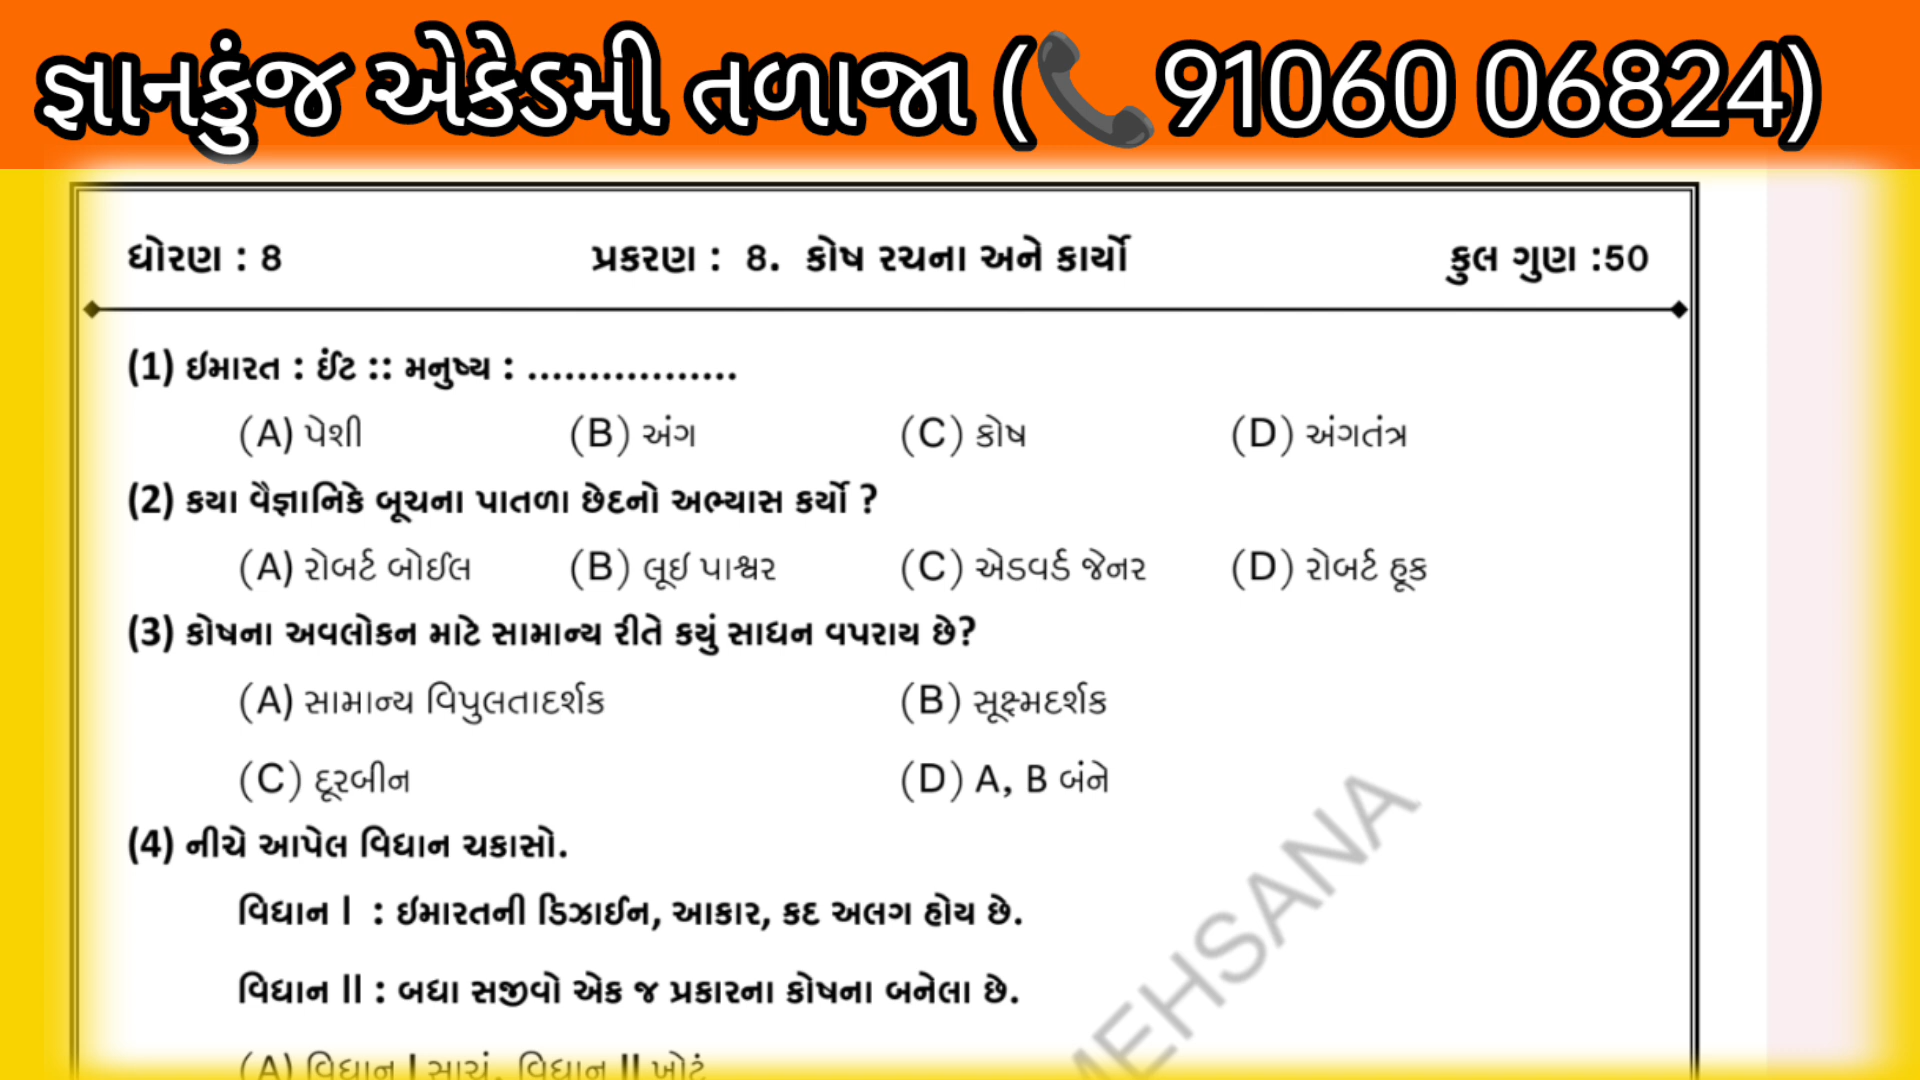 જ્ઞાનકુંજ એકેડમી તળાજા (📞91060 06824)
ધોરણ : 8 પ્રકરણ : 8. કોષ રચના અને કાર્યો કુલ ગુણ :50
(1) ઇમારત : ઈંટ :: મનુષ્ય : .................
(A) પેશી (B) અંગ (C) કોષ (D) અંગતંત્ર
(2) કયા વૈજ્ઞાનિકે બૂચના પાતળા છેદનો અભ્યાસ કર્યો ?
(A) રોબર્ટ બોઈલ (B) લૂઇ પાશ્વર (C) એડવર્ડ જેનર (D) રોબર્ટ હૂક
(3) કોષના અવલોકન માટે સામાન્ય રીતે કયું સાધન વપરાય છે?
(A) સામાન્ય વિપુલતાદર્શક (B) સૂક્ષ્મદર્શક
(C) દૂરબીન (D) A, B બંને
(4) નીચે આપેલ વિધાન ચકાસો.
વિધાન I : ઇમારતની ડિઝાઈન, આકાર, કદ અલગ હોય છે.
વિધાન II : બધા સજીવો એક જ પ્રકારના કોષના બનેલા છે.
(A) વિધાન I સાચું, વિધાન II ખોટું
MEHSANA